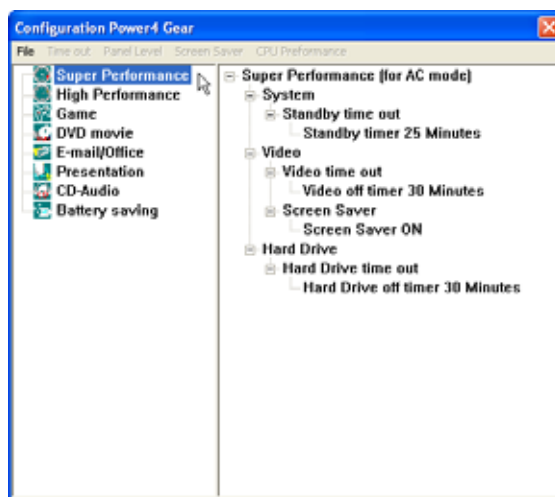 Configuration Power4 Gear
File Time out Panel Level Screen Saver CPU Preformance
Super Performance
High Performance
Game
DVD movie
E-mail/Office
Presentation
CD-Audio
Battery saving
Super Performance (for AC mode)
System
Standby time out
Standby timer 25 Minutes
Video
Video time out
Video off timer 30 Minutes
Screen Saver
Screen Saver ON
Hard Drive
Hard Drive time out
Hard Drive off timer 30 Minutes